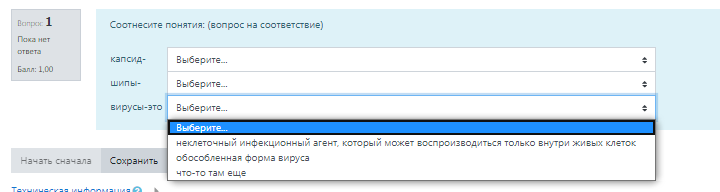 Вопрос 1
Пока нет
ответа
Балл: 1,00
Соотнесите понятия: (вопрос на соответствие)
капсид- Выберите...
шипы- Выберите...
вирусы-это Выберите...
Выберите...
неклеточный инфекционный агент, который может воспроизводиться только внутри живых клеток
обособленная форма вируса
что-то там еще
Начать сначала Сохранить
Техническая информация